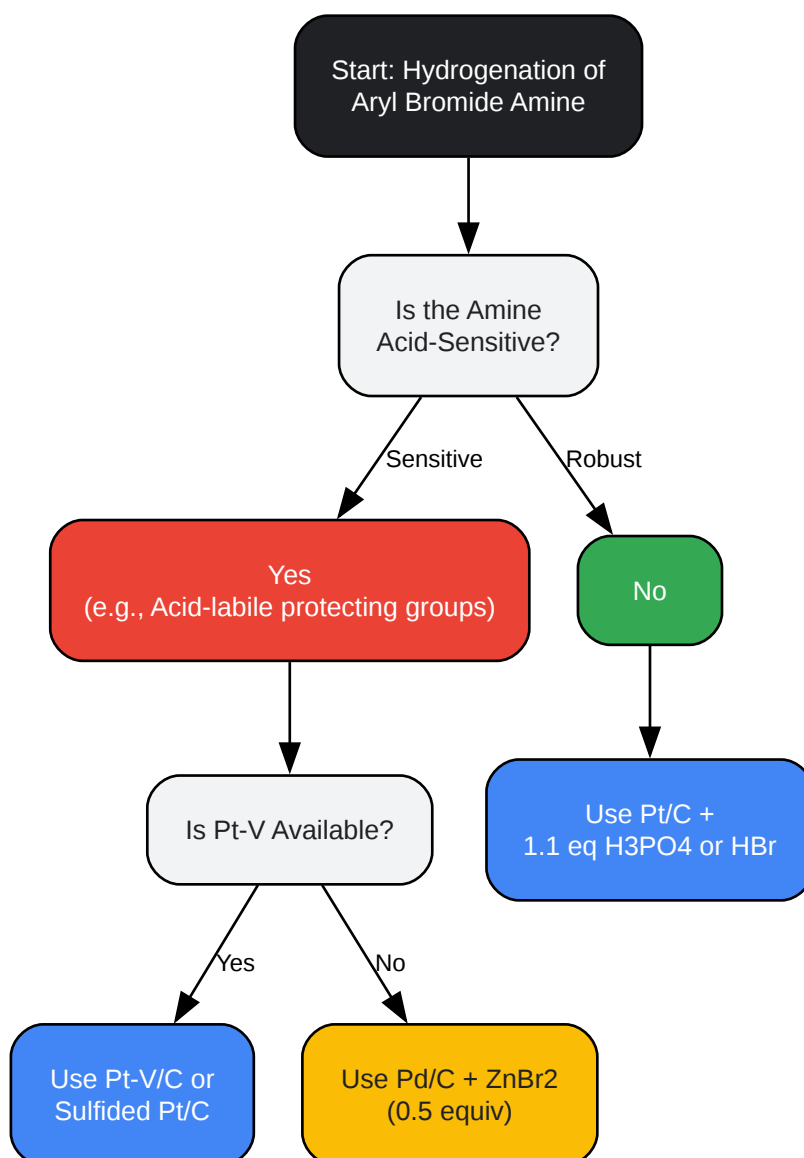 Start: Hydrogenation of
Aryl Bromide Amine
Is the Amine
Acid-Sensitive?
Sensitive
Robust
Yes
(e.g., Acid-labile protecting groups)
No
Is Pt-V Available?
Use Pt/C +
1.1 eq H3PO4 or HBr
Yes
No
Use Pt-V/C or
Sulfided Pt/C
Use Pd/C + ZnBr2
(0.5 equiv)